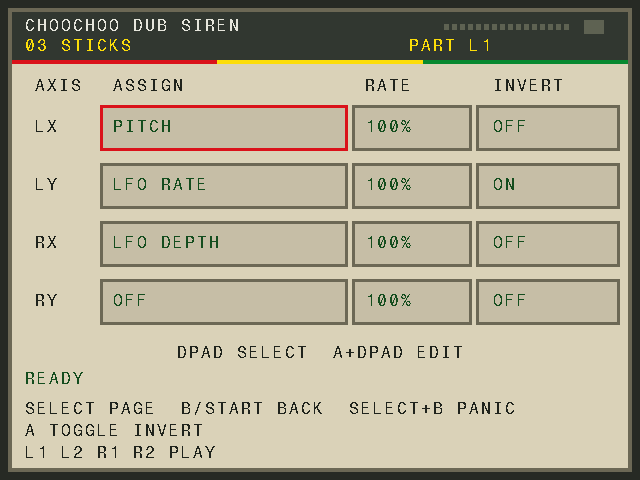 CHOOCHOO DUB SIREN
03 STICKS PART L1
AXIS ASSIGN RATE INVERT
LX PITCH 100% OFF
LY LFO RATE 100% ON
RX LFO DEPTH 100% OFF
RY OFF 100% OFF
DPAD SELECT A+DPAD EDIT
READY
SELECT PAGE B/START BACK SELECT+B PANIC
A TOGGLE INVERT
L1 L2 R1 R2 PLAY